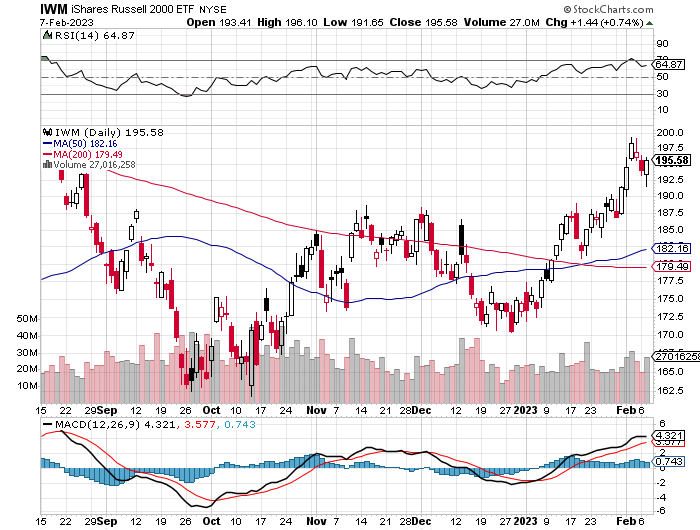 IWM iShares Russell 2000 ETF NYSE © StockCharts.com
7-Feb-2023 Open 193.41 High 196.10 Low 191.65 Close 195.58 Volume 27.0M Chg +1.44 (+0.74%)
RSI(14) 64.87
90
70
64.87
50
30
10
IWM (Daily) 195.58
MA(50) 182.16
MA(200) 179.49
Volume 27,016,258
200.0
197.5
195.58
192.5
190.0
187.5
185.0
182.16
179.49
177.5
175.0
172.5
170.0
167.5
27016258
165.0
162.5
50M
40M
30M
20M
10M
15 22 29 Sep 12 19 26 Oct 10 17 24 Nov 7 14 21 28 Dec 12 19 27 2023 9 17 23 Feb 6
MACD(12,26,9) 4.321, 3.577, 0.743
6
4.321
3.577
2
0.743
-2
-4
-6
15 22 29 Sep 12 19 26 Oct 10 17 24 Nov 7 14 21 28 Dec 12 19 27 2023 9 17 23 Feb 6